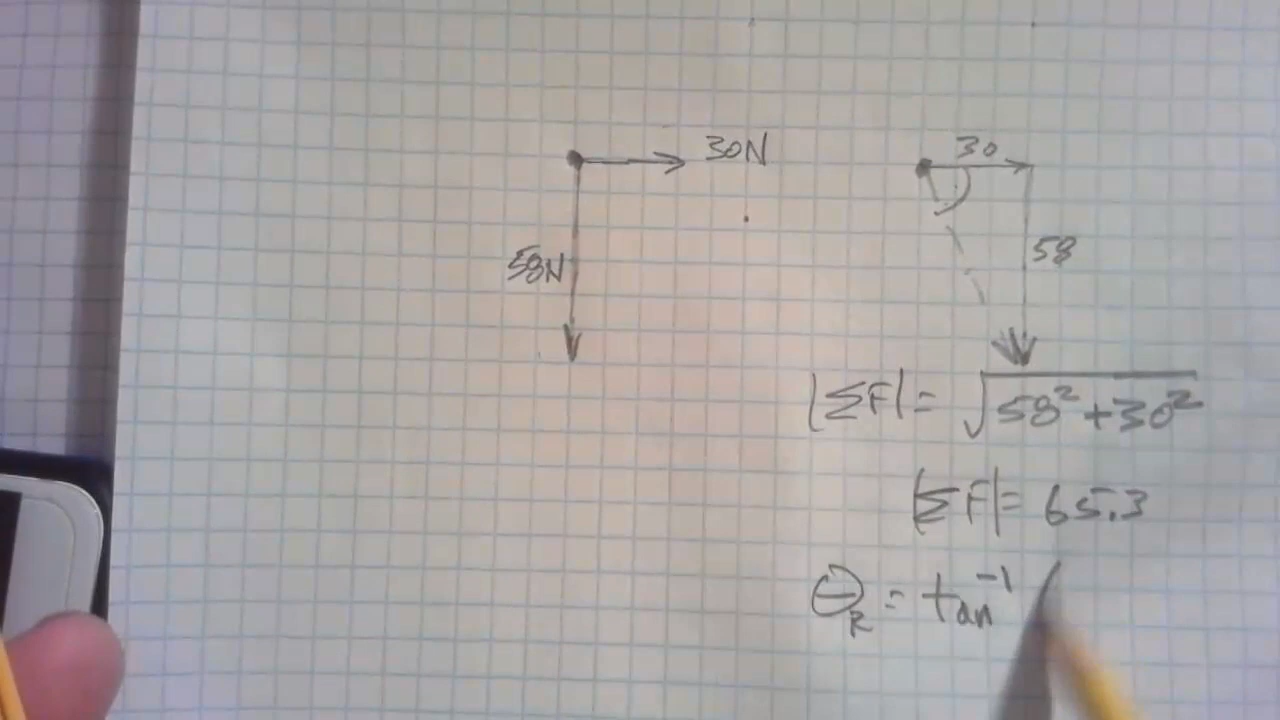 30N
58N
30
58
|ΣF| = √58² + 30²
|ΣF| = 65.3
θR = tan⁻¹ (